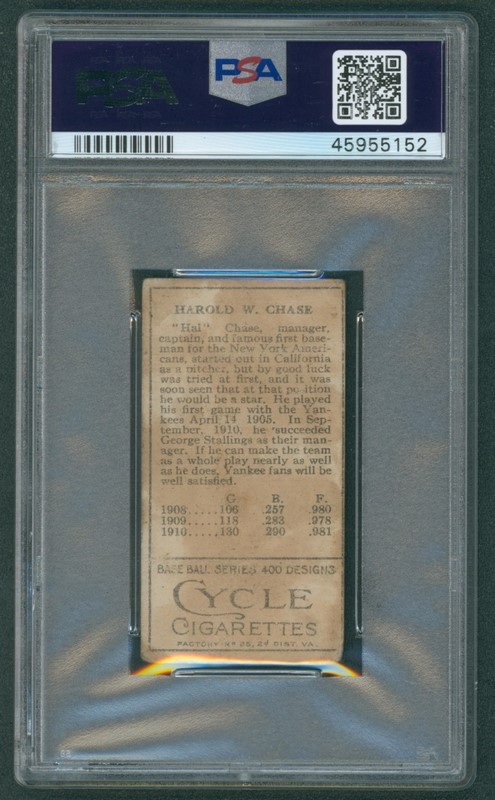 PSA
PSA
45955152
HAROLD W. CHASE
"Hal" Chase, manager,
captain, and famous first base-
man for the New York Ameri-
cans, started out in California
as a pitcher, but by good luck
was tried at first, and it was
soon seen that at that position
he would be a star. He played
his first game with the Yan-
kees April 14 1905. In Sep-
tember, 1910, he succeeded
George Stallings as their man-
ager. If he can make the team
as a whole play nearly as well
as he does, Yankee fans will be
well satisfied.
G. B. F.
1908.....106 .257 .980
1909.....118 .283 .978
1910.....130 290 .981
BASE BALL SERIES 400 DESIGNS
CYCLE
CIGARETTES
FACTORY No 25, 2d DIST. VA.